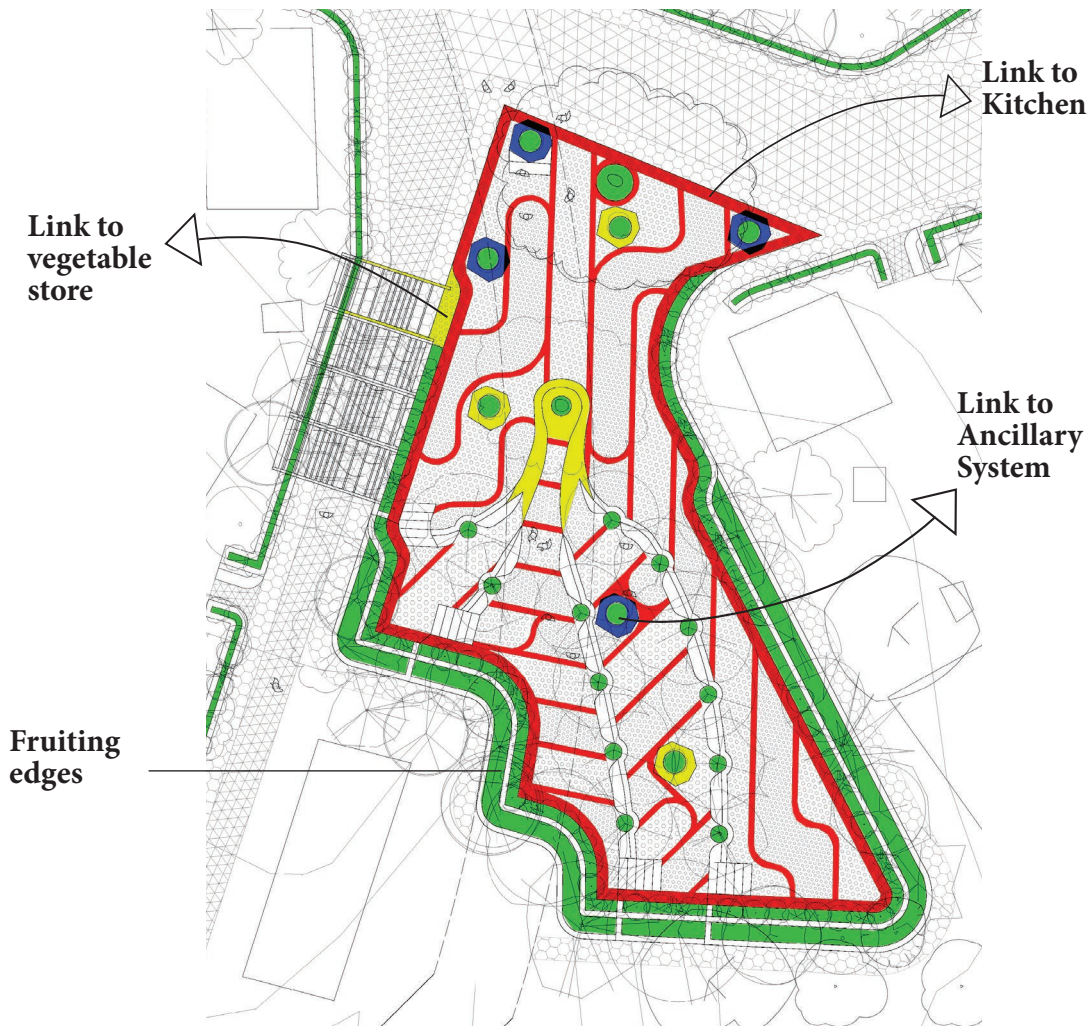 Link to
Kitchen
Link to
vegetable
store
Link to
Ancillary
System
Fruiting
edges